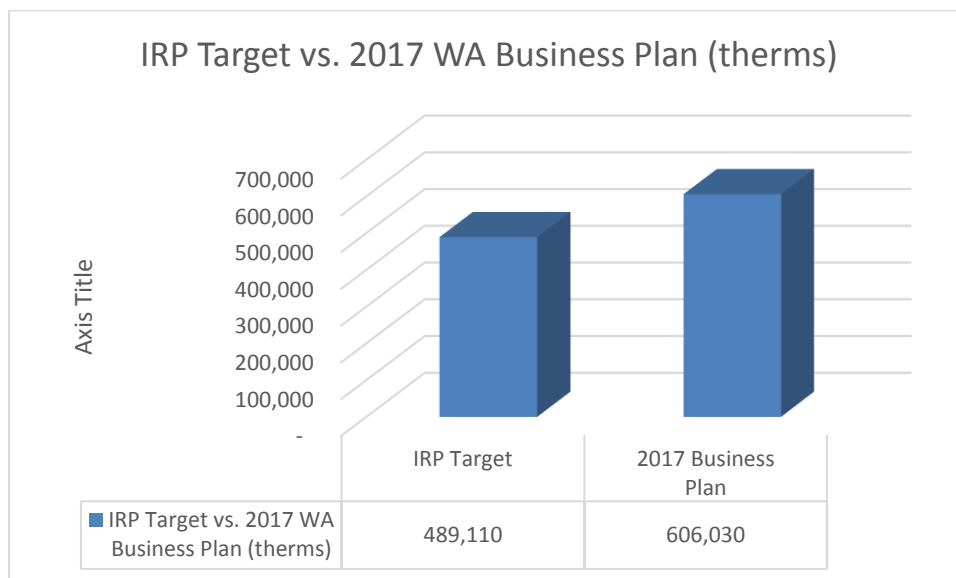 IRP Target vs. 2017 WA Business Plan (therms)
700,000
600,000
500,000
400,000
300,000
200,000
100,000
-
Axis Title
IRP Target
2017 Business
Plan
IRP Target vs. 2017 WA
Business Plan (therms)
489,110
606,030